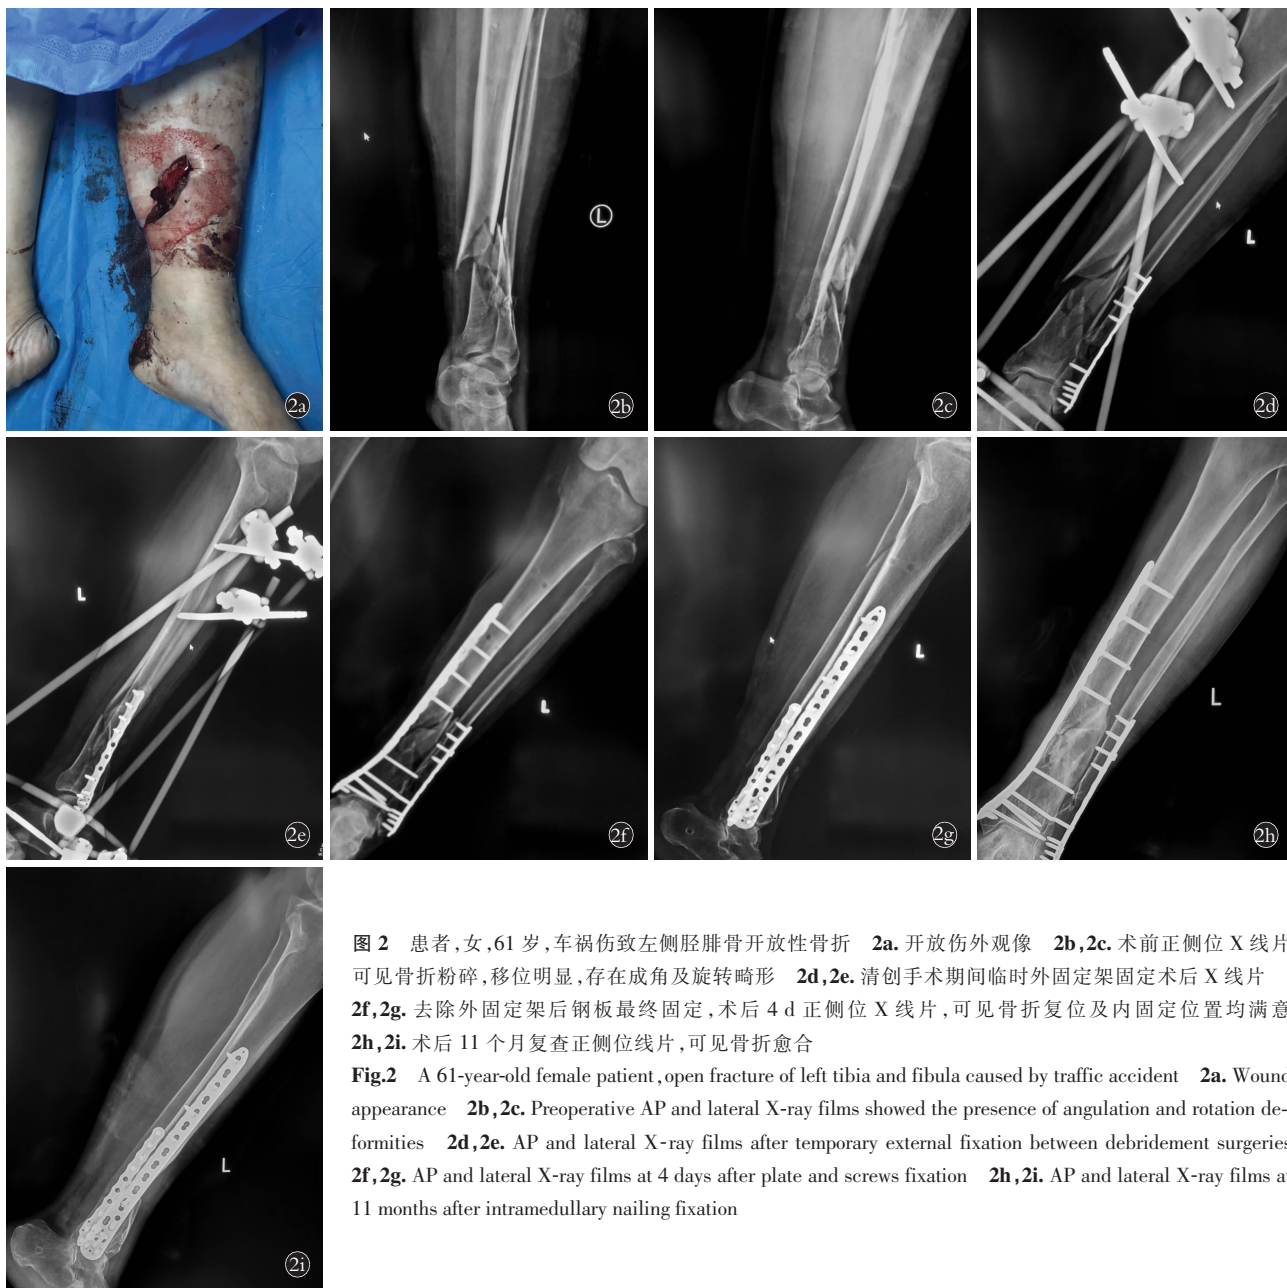 2a
2b
L
2c
2d
L
2e
L
2f
L
2g
L
2h
L
2i
L
图 2 患者,女,61 岁,车祸伤致左侧胫腓骨开放性骨折 2a. 开放伤外观像 2b,2c. 术前正侧位 X 线片
可见骨折粉碎,移位明显,存在成角及旋转畸形 2d,2e. 清创手术期间临时外固定架固定术后 X 线片
2f,2g. 去除外固定架后钢板最终固定,术后 4 d 正侧位 X 线片,可见骨折复位及内固定位置均满意
2h,2i. 术后 11 个月复查正侧位线片,可见骨折愈合
Fig.2 A 61-year-old female patient,open fracture of left tibia and fibula caused by traffic accident 2a. Wound
appearance 2b,2c. Preoperative AP and lateral X-ray films showed the presence of angulation and rotation de-
formities 2d,2e. AP and lateral X-ray films after temporary external fixation between debridement surgeries
2f,2g. AP and lateral X-ray films at 4 days after plate and screws fixation 2h,2i. AP and lateral X-ray films a
11 months after intramedullary nailing fixation